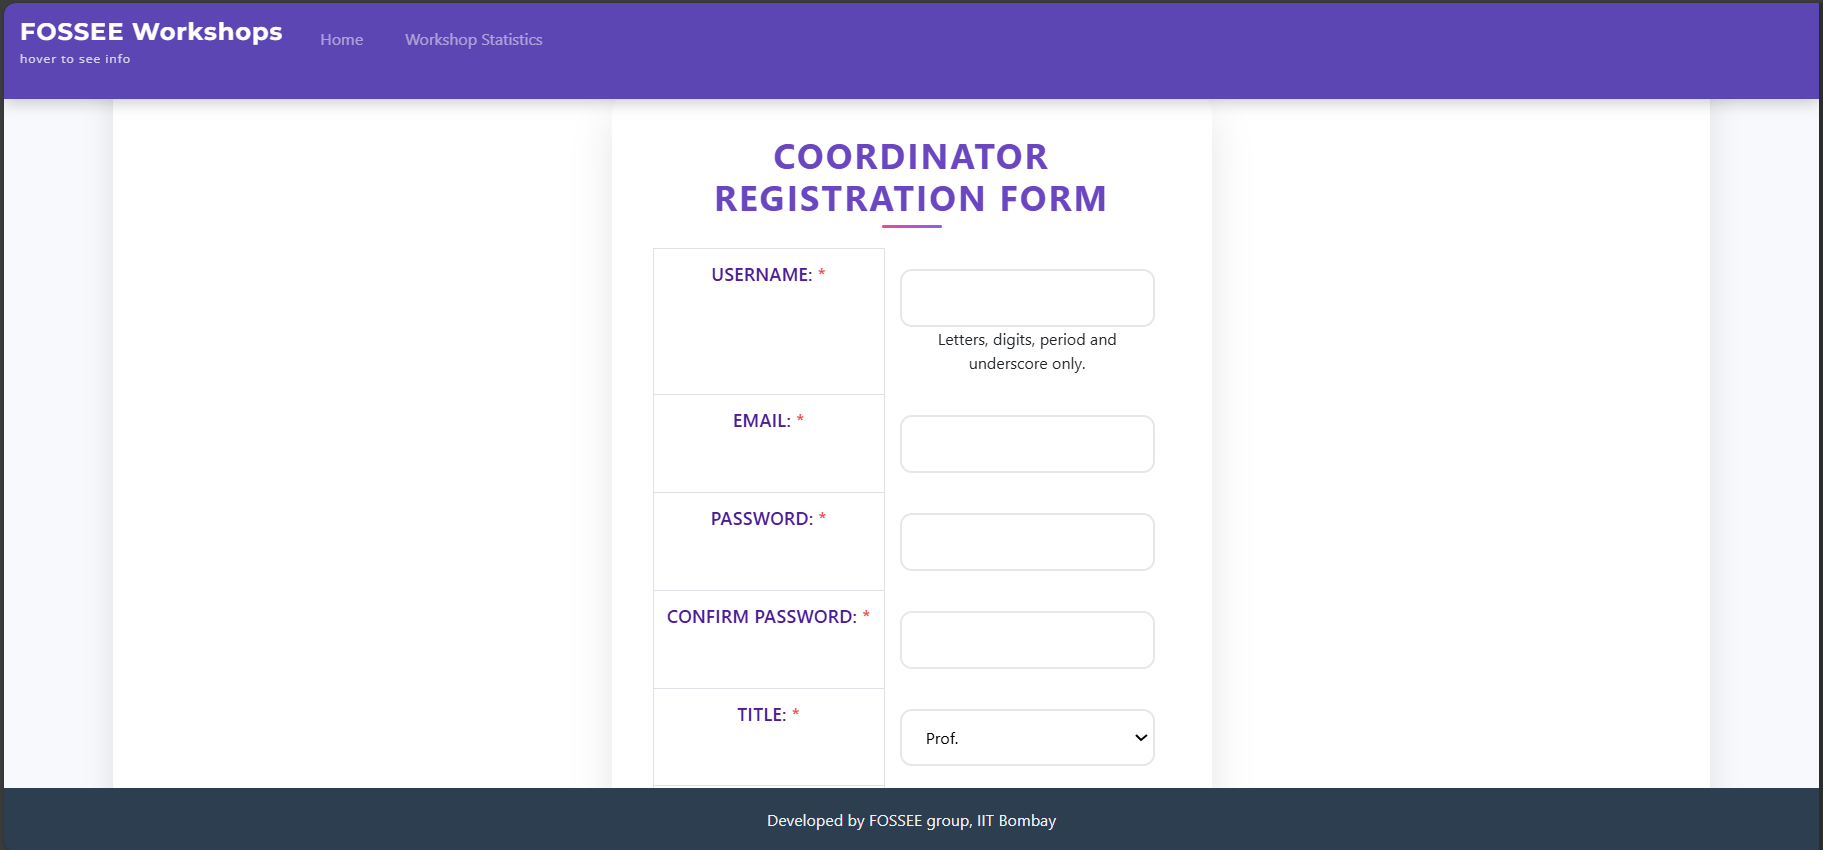 FOSSEE Workshops
hover to see info
Home
Workshop Statistics
COORDINATOR
REGISTRATION FORM
USERNAME: *
Letters, digits, period and
underscore only.
EMAIL: *
PASSWORD: *
CONFIRM PASSWORD: *
TITLE: *
Prof.
Developed by FOSSEE group, IIT Bombay